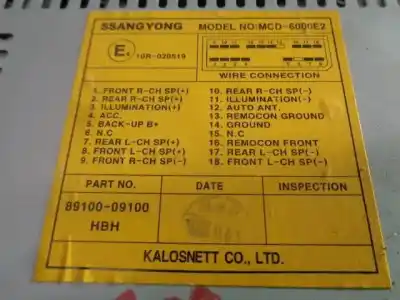 SSANGYONG MODEL NO:MCD-6000E2
E 10R-020519
WIRE CONNECTION
1. FRONT R-CH SP(+)
2. REAR R-CH SP(+)
3. ILLUMINATION(+)
4. ACC.
5. BACK-UP B+
6. N.C
7. REAR L-CH SP(+)
8. FRONT L-CH SP(+)
9. FRONT R-CH SP(-)
10. REAR R-CH SP(-)
11. ILLUMINATION(-)
12. AUTO ANT.
13. REMOCON GROUND
14. GROUND
15. N.C
16. REMOCON FRONT
17. REAR L-CH SP(-)
18. FRONT L-CH SP(-)
PART NO. DATE INSPECTION
89100-09100
HBH
KALOSNETT CO., LTD.